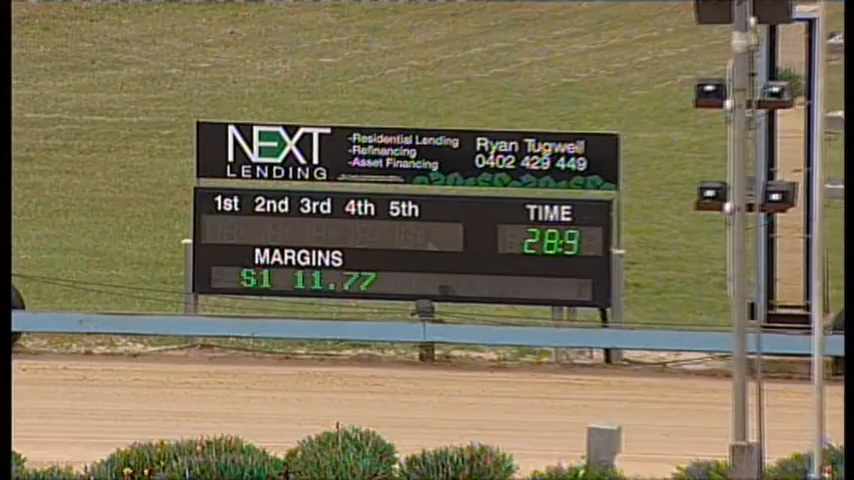 NEXT
LENDING
-Residential Lending
-Refinancing
-Asset Financing
Ryan Tugwell
0402 429 449
1st 2nd 3rd 4th 5th
TIME
28:9
MARGINS
S1 11.77